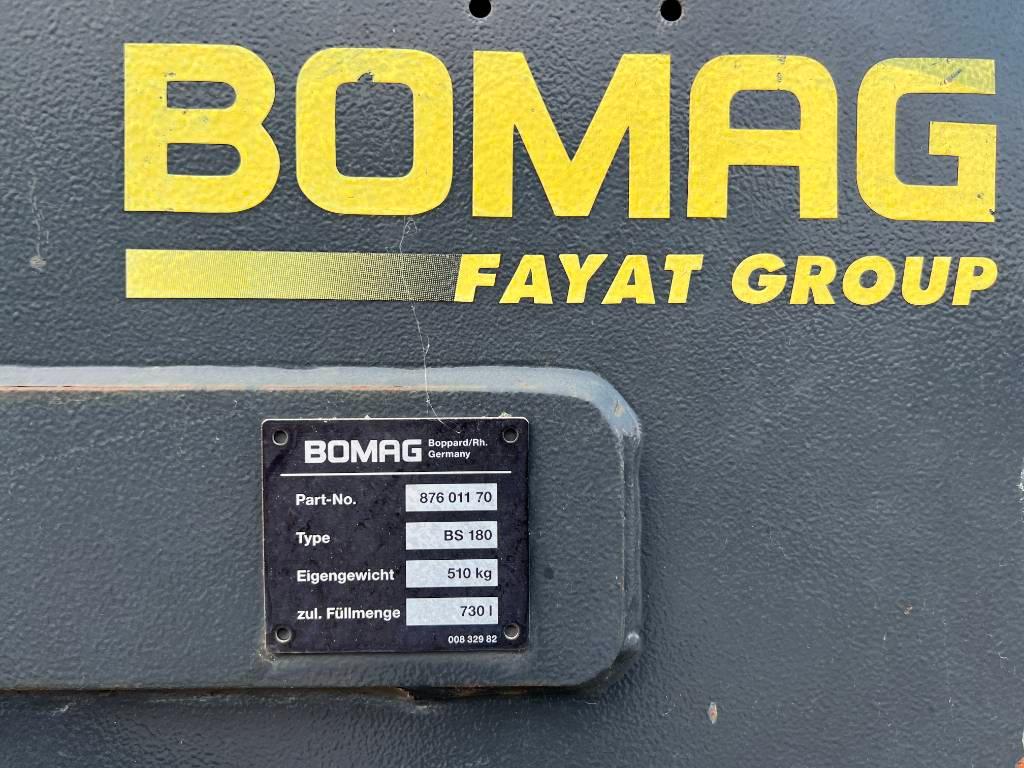 BOMAG
FAYAT GROUP
BOMAG Boppard/Rh. Germany
Part-No. 876 011 70
Type BS 180
Eigengewicht 510 kg
zul. Füllmenge 730 l
008 329 82